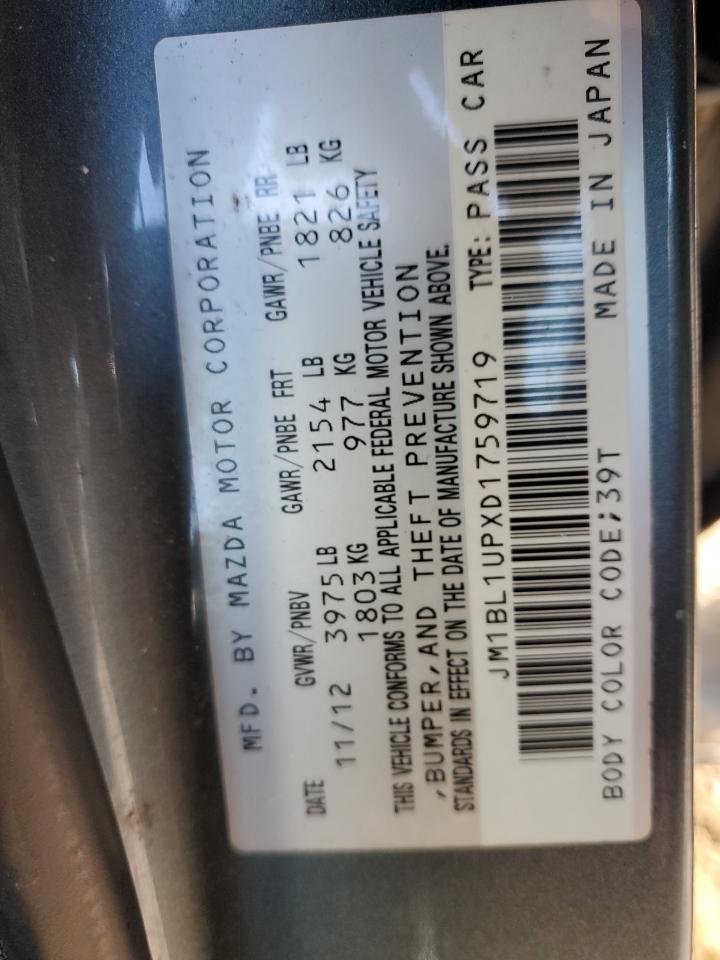 MFD. BY MAZDA MOTOR CORPORATION
DATE GVWR/PNBV GAWR/PNBE FRT GAWR/PNBE RR
11/12 3975 LB 2154 LB 1821 LB
1803 KG 977 KG 826 KG
THIS VEHICLE CONFORMS TO ALL APPLICABLE FEDERAL MOTOR VEHICLE SAFETY
,BUMPER,AND THEFT PREVENTION
STANDARDS IN EFFECT ON THE DATE OF MANUFACTURE SHOWN ABOVE.
JM1BL1UPXD1759719 TYPE: PASS CAR
BODY COLOR CODE;39T MADE IN JAPAN